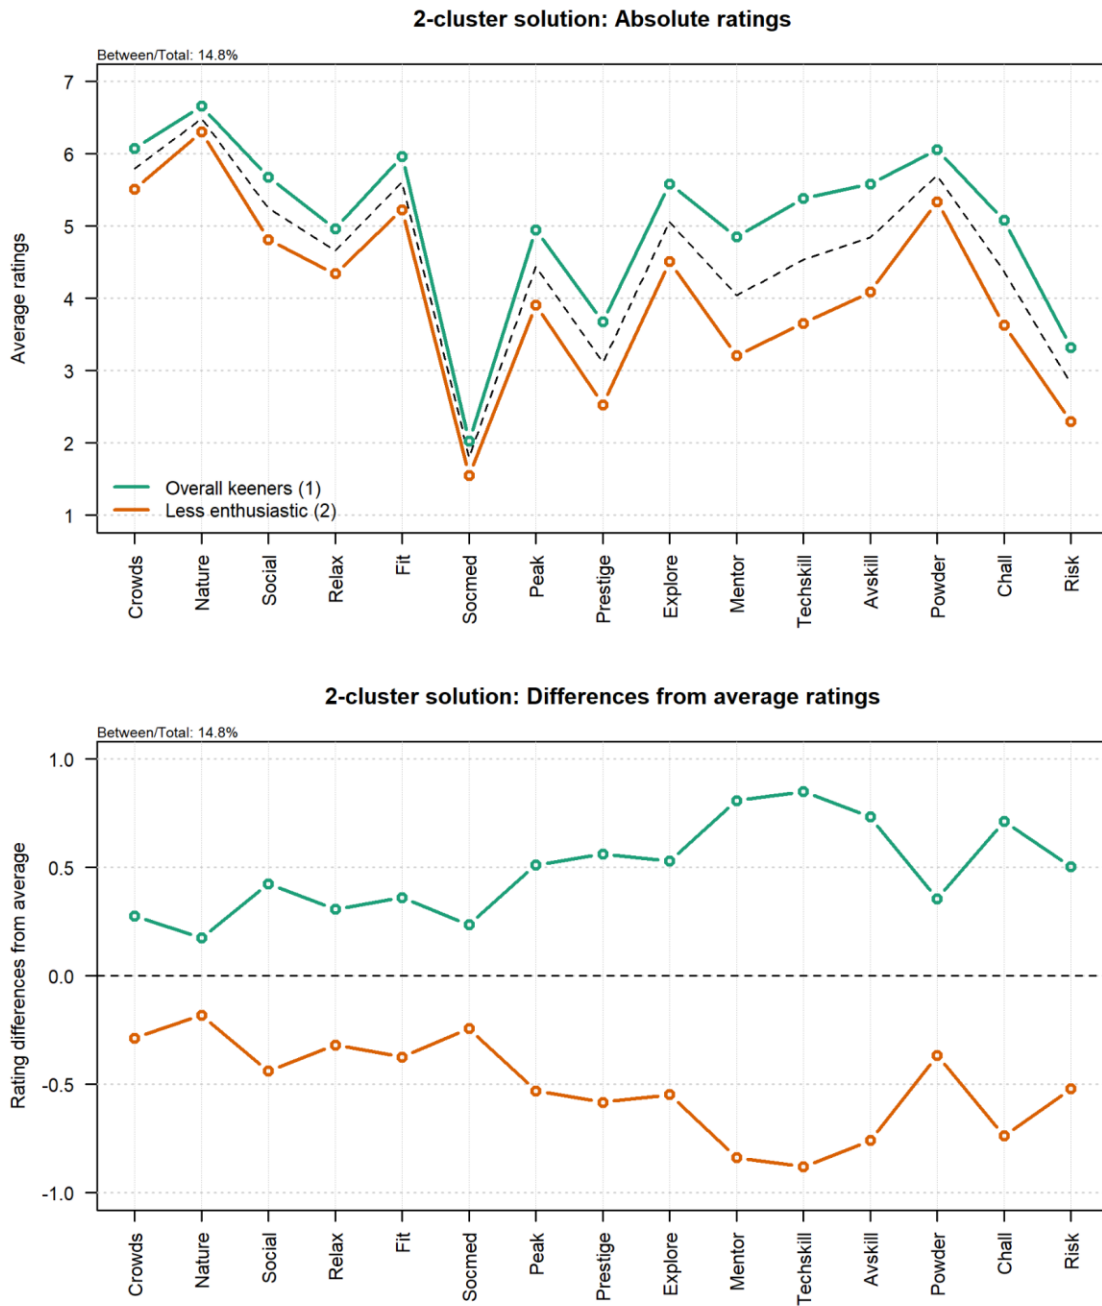 2-cluster solution: Absolute ratings
Between/Total: 14.8%
Average ratings
7
6
5
4
3
2
1
Overall keeners (1)
Less enthusiastic (2)
Crowds
Nature
Social
Relax
Fit
Socmed
Peak
Prestige
Explore
Mentor
Techskill
Avskill
Powder
Chall
Risk
2-cluster solution: Differences from average ratings
Between/Total: 14.8%
Rating differences from average
1.0
0.5
0.0
-0.5
-1.0
Crowds
Nature
Social
Relax
Fit
Socmed
Peak
Prestige
Explore
Mentor
Techskill
Avskill
Powder
Chall
Risk